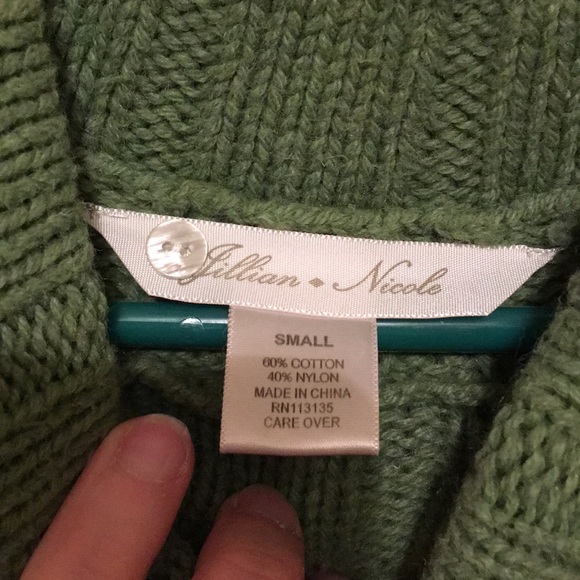 Jillian ◆ Nicole
SMALL
60% COTTON
40% NYLON
MADE IN CHINA
RN113135
CARE OVER